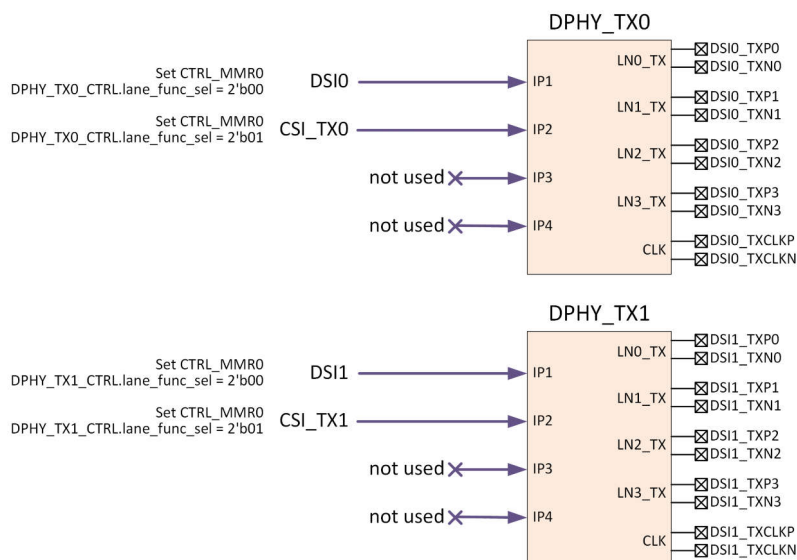 DPHY_TX0
Set CTRL_MMR0
DPHY_TX0_CTRL.lane_func_sel = 2'b00
DSI0
IP1
Set CTRL_MMR0
DPHY_TX0_CTRL.lane_func_sel = 2'b01
CSI_TX0
IP2
not used
IP3
not used
IP4
LN0_TX
DSI0_TXP0
DSI0_TXN0
LN1_TX
DSI0_TXP1
DSI0_TXN1
LN2_TX
DSI0_TXP2
DSI0_TXN2
LN3_TX
DSI0_TXP3
DSI0_TXN3
CLK
DSI0_TXCLKP
DSI0_TXCLKN
DPHY_TX1
Set CTRL_MMR0
DPHY_TX1_CTRL.lane_func_sel = 2'b00
DSI1
IP1
Set CTRL_MMR0
DPHY_TX1_CTRL.lane_func_sel = 2'b01
CSI_TX1
IP2
not used
IP3
not used
IP4
LN0_TX
DSI1_TXP0
DSI1_TXN0
LN1_TX
DSI1_TXP1
DSI1_TXN1
LN2_TX
DSI1_TXP2
DSI1_TXN2
LN3_TX
DSI1_TXP3
DSI1_TXN3
CLK
DSI1_TXCLKP
DSI1_TXCLKN